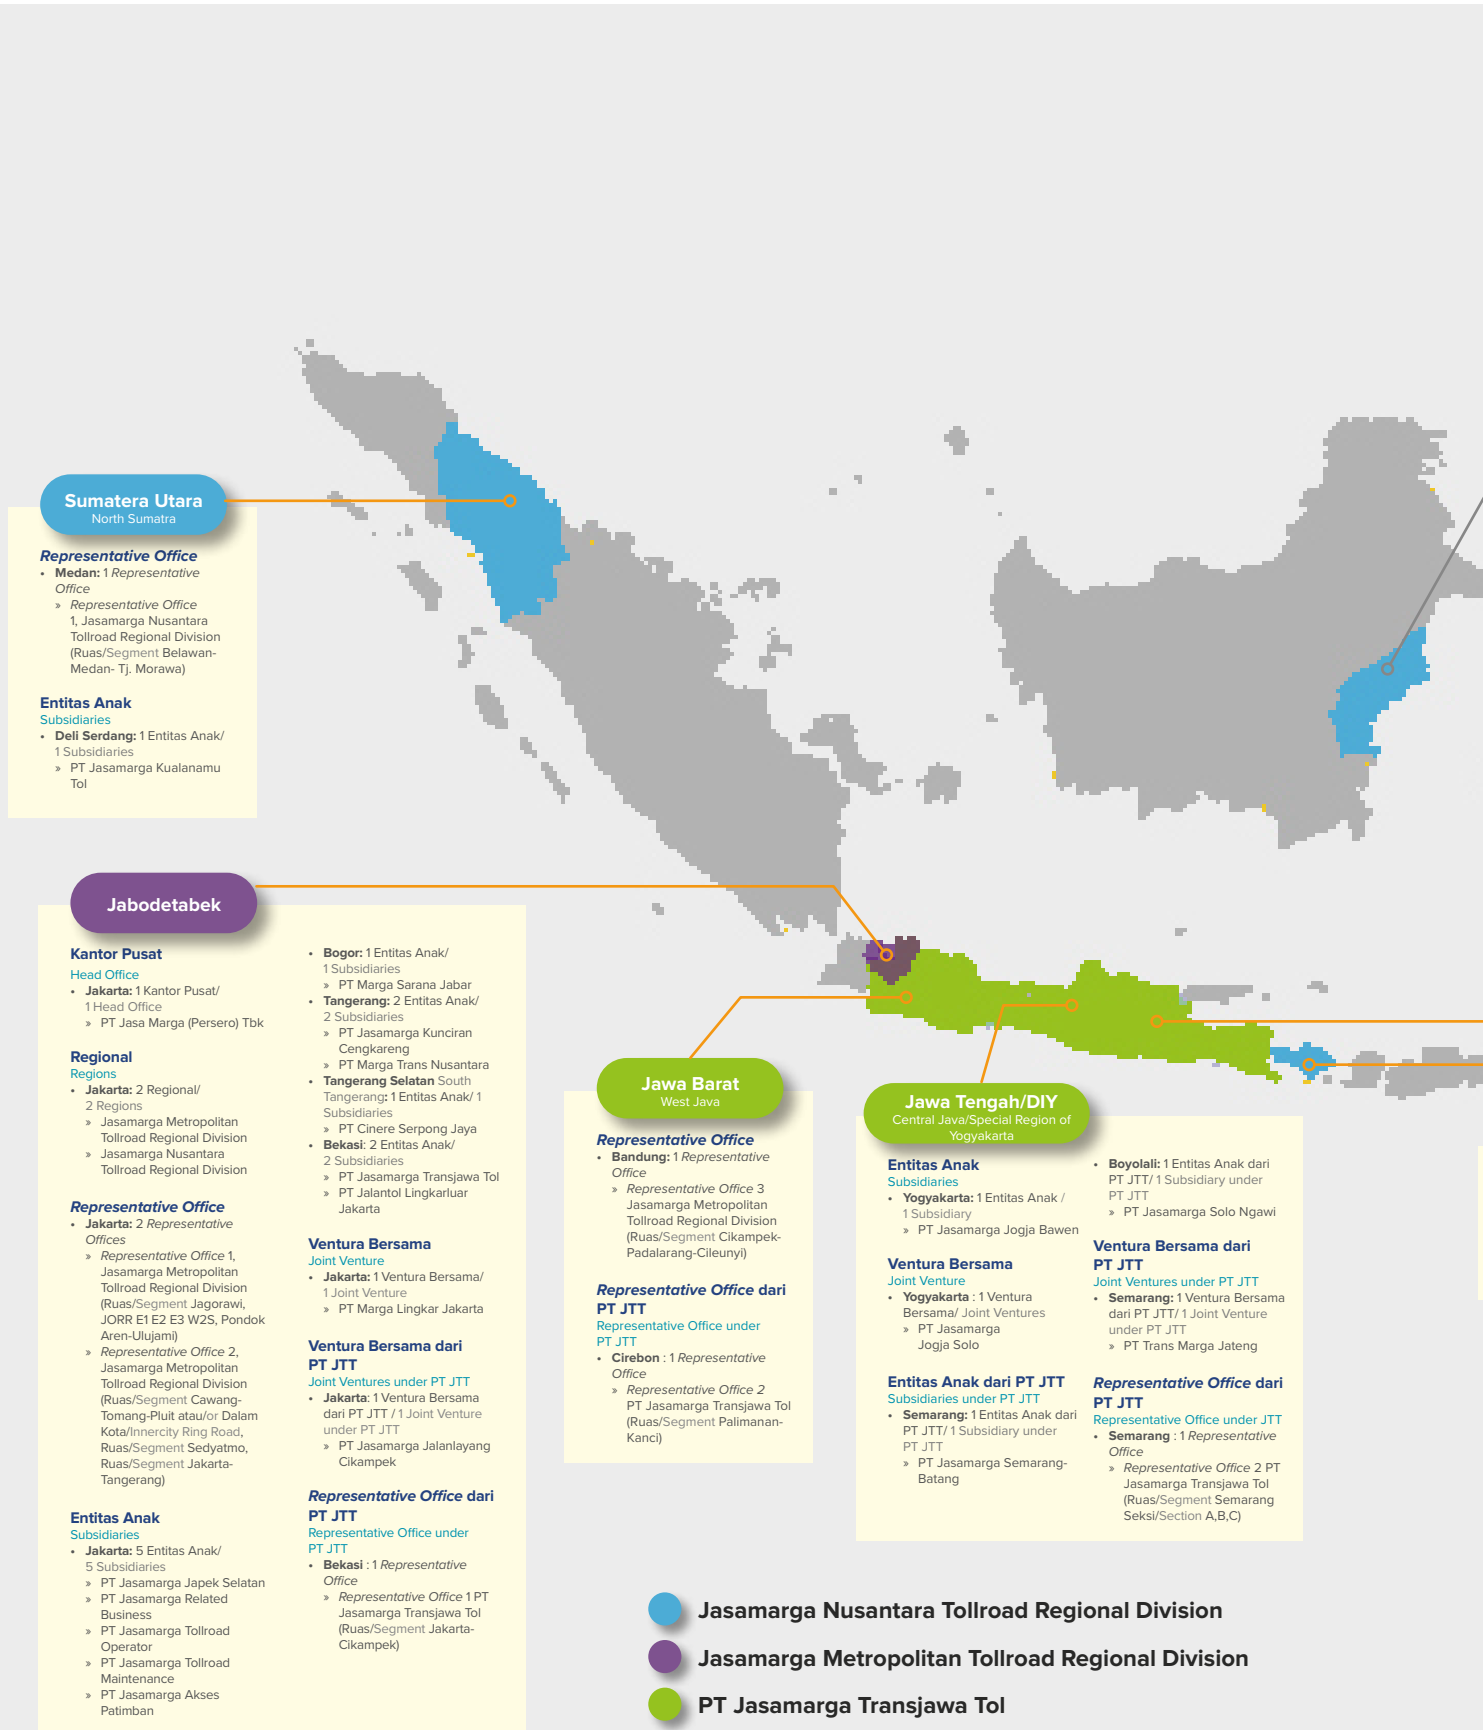 Sumatera Utara
North Sumatra
Representative Office
• Medan: 1 Representative
Office
» Representative Office
1, Jasamarga Nusantara
Tollroad Regional Division
(Ruas/Segment Belawan-
Medan- Tj. Morawa)
Entitas Anak
Subsidiaries
• Deli Serdang: 1 Entitas Anak/
1 Subsidiaries
» PT Jasamarga Kualanamu
Tol
Jabodetabek
Kantor Pusat
Head Office
• Jakarta: 1 Kantor Pusat/
1 Head Office
» PT Jasa Marga (Persero) Tbk
Regional
Regions
• Jakarta: 2 Regional/
2 Regions
» Jasamarga Metropolitan
Tollroad Regional Division
» Jasamarga Nusantara
Tollroad Regional Division
Representative Office
• Jakarta: 2 Representative
Offices
» Representative Office 1,
Jasamarga Metropolitan
Tollroad Regional Division
(Ruas/Segment Jagorawi,
JORR E1 E2 E3 W2S, Pondok
Aren-Ulujami)
» Representative Office 2,
Jasamarga Metropolitan
Tollroad Regional Division
(Ruas/Segment Cawang-
Tomang-Pluit atau/or Dalam
Kota/Innercity Ring Road,
Ruas/Segment Sedyatmo,
Ruas/Segment Jakarta-
Tangerang)
Entitas Anak
Subsidiaries
• Jakarta: 5 Entitas Anak/
5 Subsidiaries
» PT Jasamarga Japek Selatan
» PT Jasamarga Related
Business
» PT Jasamarga Tollroad
Operator
» PT Jasamarga Tollroad
Maintenance
» PT Jasamarga Akses
Patimban
• Bogor: 1 Entitas Anak/
1 Subsidiaries
» PT Marga Sarana Jabar
• Tangerang: 2 Entitas Anak/
2 Subsidiaries
» PT Jasamarga Kunciran
Cengkareng
» PT Marga Trans Nusantara
• Tangerang Selatan South
Tangerang: 1 Entitas Anak/ 1
Subsidiaries
» PT Cinere Serpong Jaya
• Bekasi: 2 Entitas Anak/
2 Subsidiaries
» PT Jasamarga Transjawa Tol
» PT Jalantol Lingkarluar
Jakarta
Ventura Bersama
Joint Venture
• Jakarta: 1 Ventura Bersama/
1 Joint Venture
» PT Marga Lingkar Jakarta
Ventura Bersama dari
PT JTT
Joint Ventures under PT JTT
• Jakarta: 1 Ventura Bersama
dari PT JTT / 1 Joint Venture
under PT JTT
» PT Jasamarga Jalanlayang
Cikampek
Representative Office dari
PT JTT
Representative Office under
PT JTT
• Bekasi : 1 Representative
Office
» Representative Office 1 PT
Jasamarga Transjawa Tol
(Ruas/Segment Jakarta-
Cikampek)
Jawa Barat
West Java
Representative Office
• Bandung: 1 Representative
Office
» Representative Office 3
Jasamarga Metropolitan
Tollroad Regional Division
(Ruas/Segment Cikampek-
Padalarang-Cileunyi)
Representative Office dari
PT JTT
Representative Office under
PT JTT
• Cirebon : 1 Representative
Office
» Representative Office 2
PT Jasamarga Transjawa Tol
(Ruas/Segment Palimanan-
Kanci)
Jawa Tengah/DIY
Central Java/Special Region of
Yogyakarta
Entitas Anak
Subsidiaries
• Yogyakarta: 1 Entitas Anak /
1 Subsidiary
» PT Jasamarga Jogja Bawen
Ventura Bersama
Joint Venture
• Yogyakarta : 1 Ventura
Bersama/ Joint Ventures
» PT Jasamarga
Jogja Solo
Entitas Anak dari PT JTT
Subsidiaries under PT JTT
• Semarang: 1 Entitas Anak dari
PT JTT/ 1 Subsidiary under
PT JTT
» PT Jasamarga Semarang-
Batang
• Boyolali: 1 Entitas Anak dari
PT JTT/ 1 Subsidiary under
PT JTT
» PT Jasamarga Solo Ngawi
Ventura Bersama dari
PT JTT
Joint Ventures under PT JTT
• Semarang: 1 Ventura Bersama
dari PT JTT/ 1 Joint Venture
under PT JTT
» PT Trans Marga Jateng
Representative Office dari
PT JTT
Representative Office under JTT
• Semarang : 1 Representative
Office
» Representative Office 2 PT
Jasamarga Transjawa Tol
(Ruas/Segment Semarang
Seksi/Section A,B,C)
Jasamarga Nusantara Tollroad Regional Division
Jasamarga Metropolitan Tollroad Regional Division
PT Jasamarga Transjawa Tol